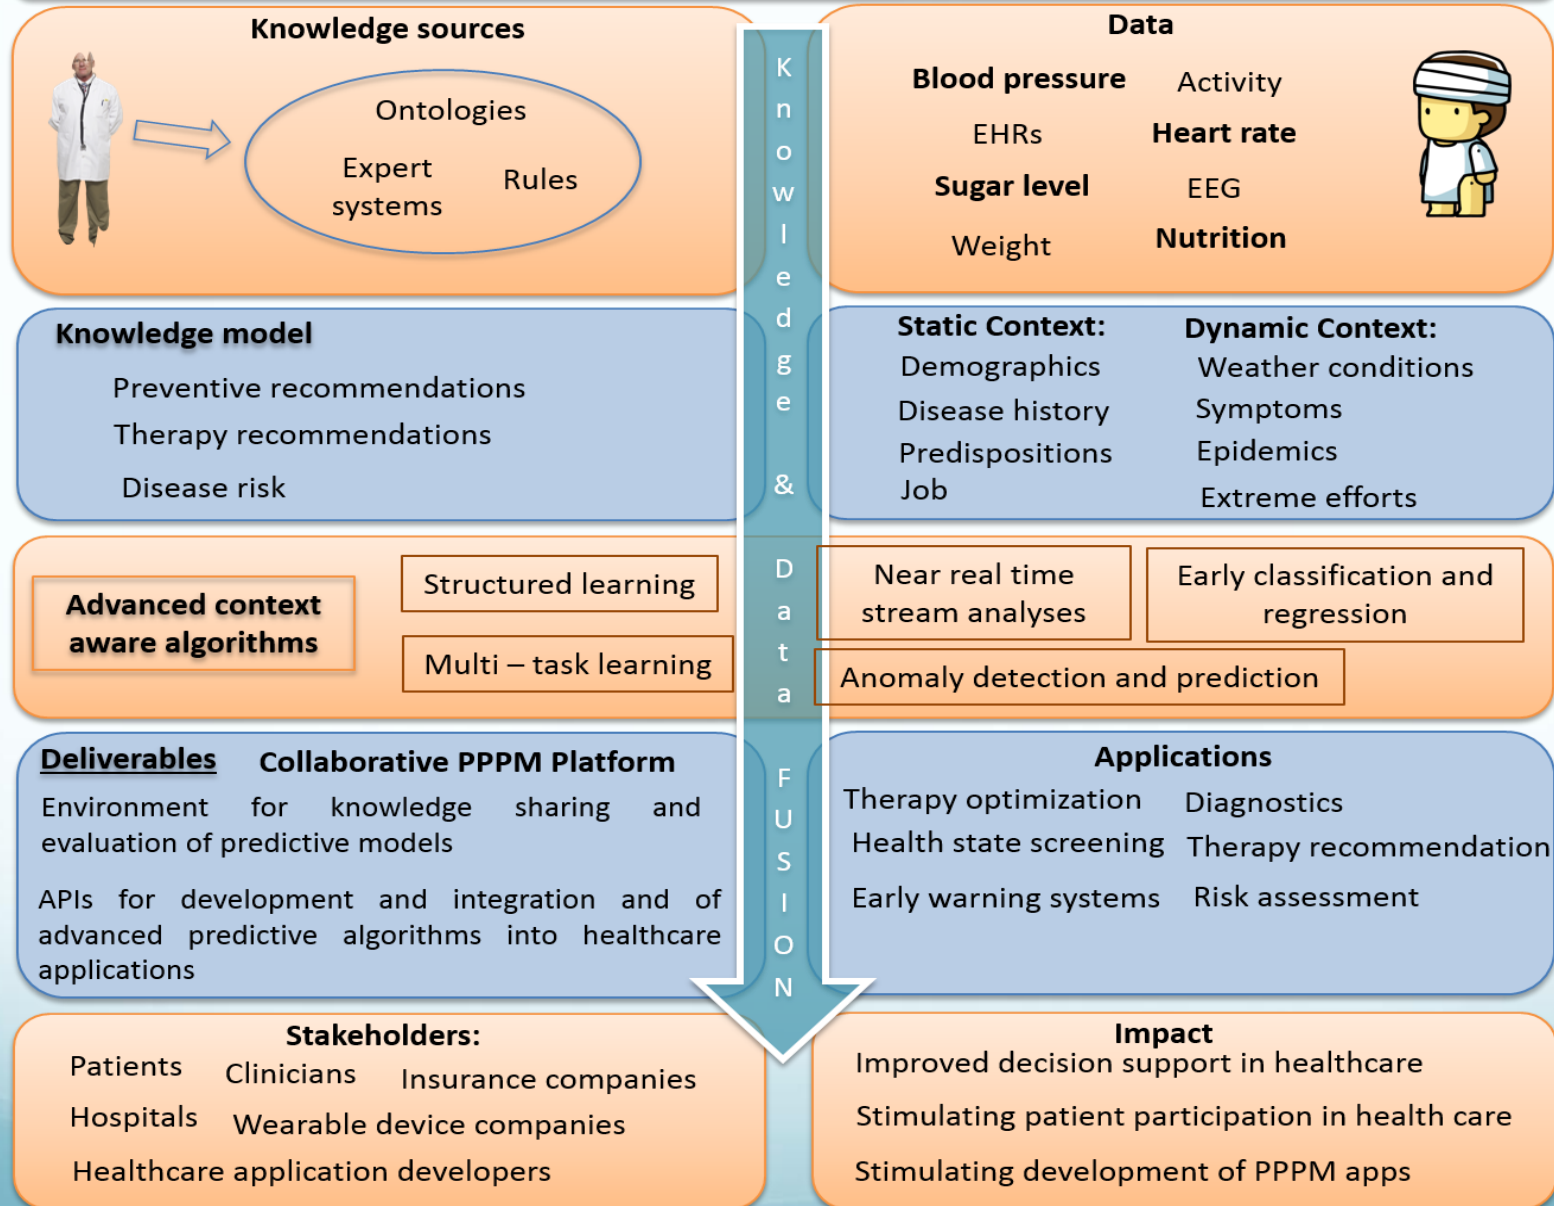 Knowledge sources
Ontologies
Expert
systems
Rules
Data
Blood pressure
Activity
EHRs
Heart rate
Sugar level
EEG
Weight
Nutrition
Knowledge & Data FUSION
Knowledge model
Preventive recommendations
Therapy recommendations
Disease risk
Static Context:
Demographics
Disease history
Predispositions
Job
Dynamic Context:
Weather conditions
Symptoms
Epidemics
Extreme efforts
Advanced context
aware algorithms
Structured learning
Multi – task learning
Near real time
stream analyses
Early classification and
regression
Anomaly detection and prediction
Deliverables
Collaborative PPPM Platform
Environment for knowledge sharing and
evaluation of predictive models
APIs for development and integration and of
advanced predictive algorithms into healthcare
applications
Applications
Therapy optimization
Diagnostics
Health state screening
Therapy recommendation
Early warning systems
Risk assessment
Stakeholders:
Patients
Clinicians
Insurance companies
Hospitals
Wearable device companies
Healthcare application developers
Impact
Improved decision support in healthcare
Stimulating patient participation in health care
Stimulating development of PPPM apps